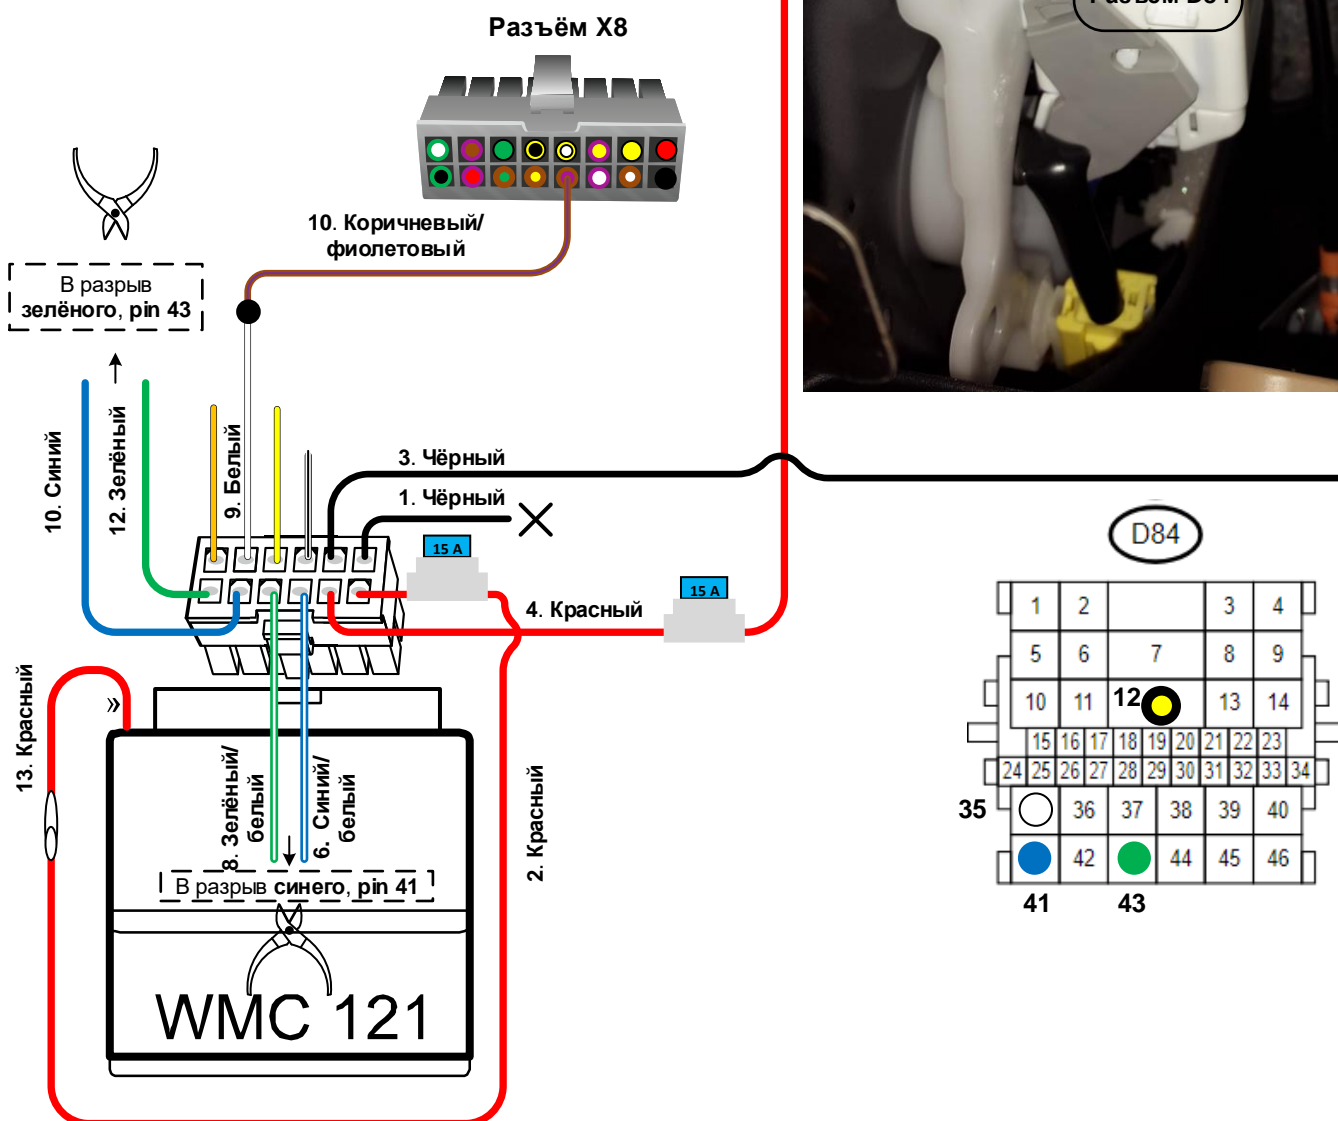 Разъём X8
10. Коричневый/
фиолетовый
В разрыв
зелёного, pin 43
10. Синий
12. Зелёный
9. Белый
3. Чёрный
1. Чёрный
15 А
4. Красный
15 А
13. Красный
»
8. Зелёный/
белый
6. Синий/
белый
2. Красный
В разрыв синего, pin 41
WMC 121
D84
1 2 3 4
5 6 7 8 9
10 11 12 13 14
15 16 17 18 19 20 21 22 23
24 25 26 27 28 29 30 31 32 33 34
35 36 37 38 39 40
42 44 45 46
41 43